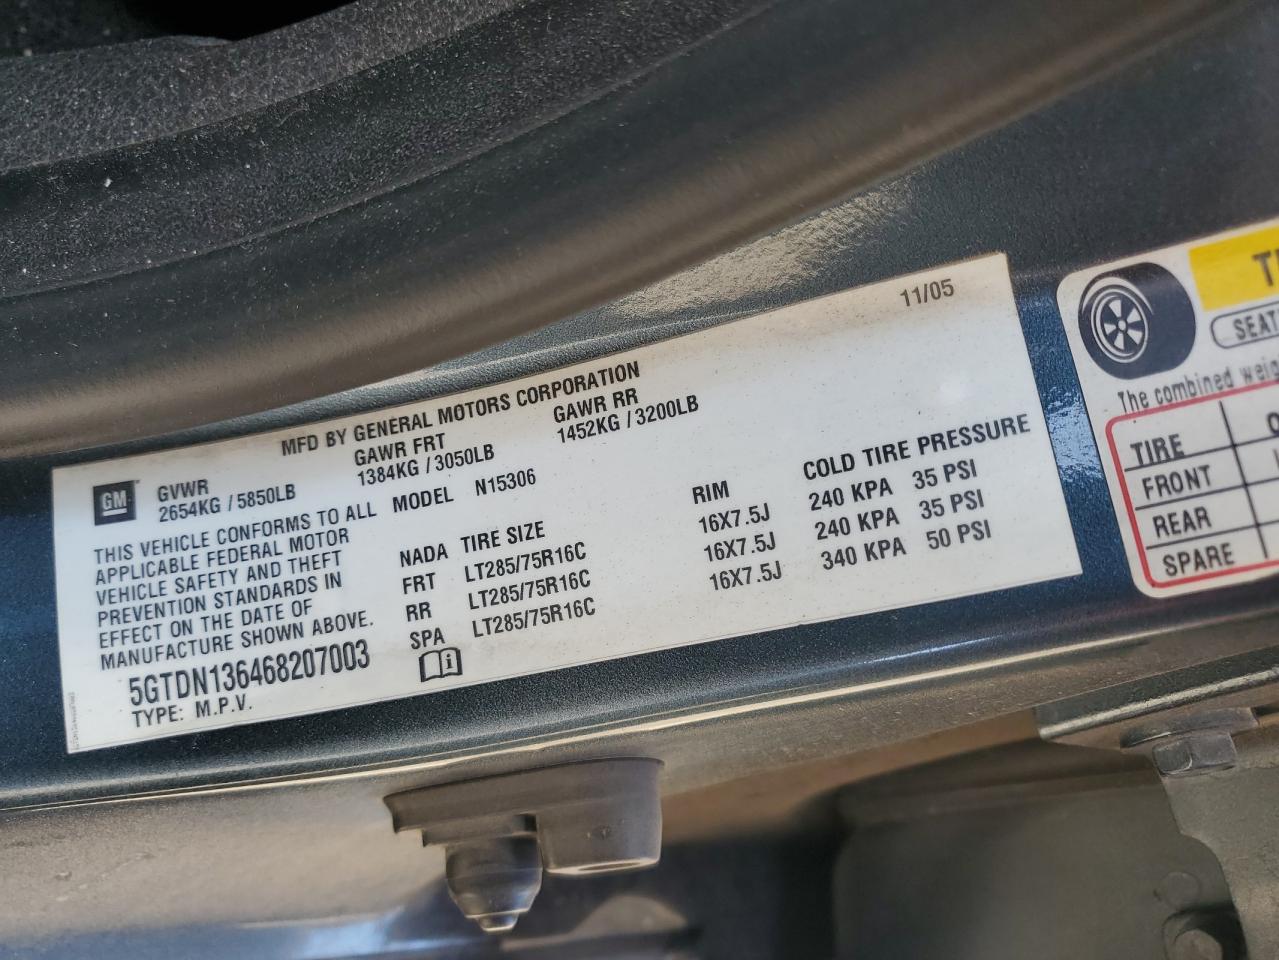 11/05
MFD BY GENERAL MOTORS CORPORATION
GM
GVWR GAWR FRT GAWR RR
2654KG / 5850LB 1384KG / 3050LB 1452KG / 3200LB
THIS VEHICLE CONFORMS TO ALL
APPLICABLE FEDERAL MOTOR
VEHICLE SAFETY AND THEFT
PREVENTION STANDARDS IN
EFFECT ON THE DATE OF
MANUFACTURE SHOWN ABOVE.
5GTDN136468207003
TYPE: M.P.V.
MODEL N15306
NADA TIRE SIZE RIM COLD TIRE PRESSURE
FRT LT285/75R16C 16X7.5J 240 KPA 35 PSI
RR LT285/75R16C 16X7.5J 240 KPA 35 PSI
SPA LT285/75R16C 16X7.5J 340 KPA 50 PSI
The combined
TIRE
FRONT
REAR
SPARE